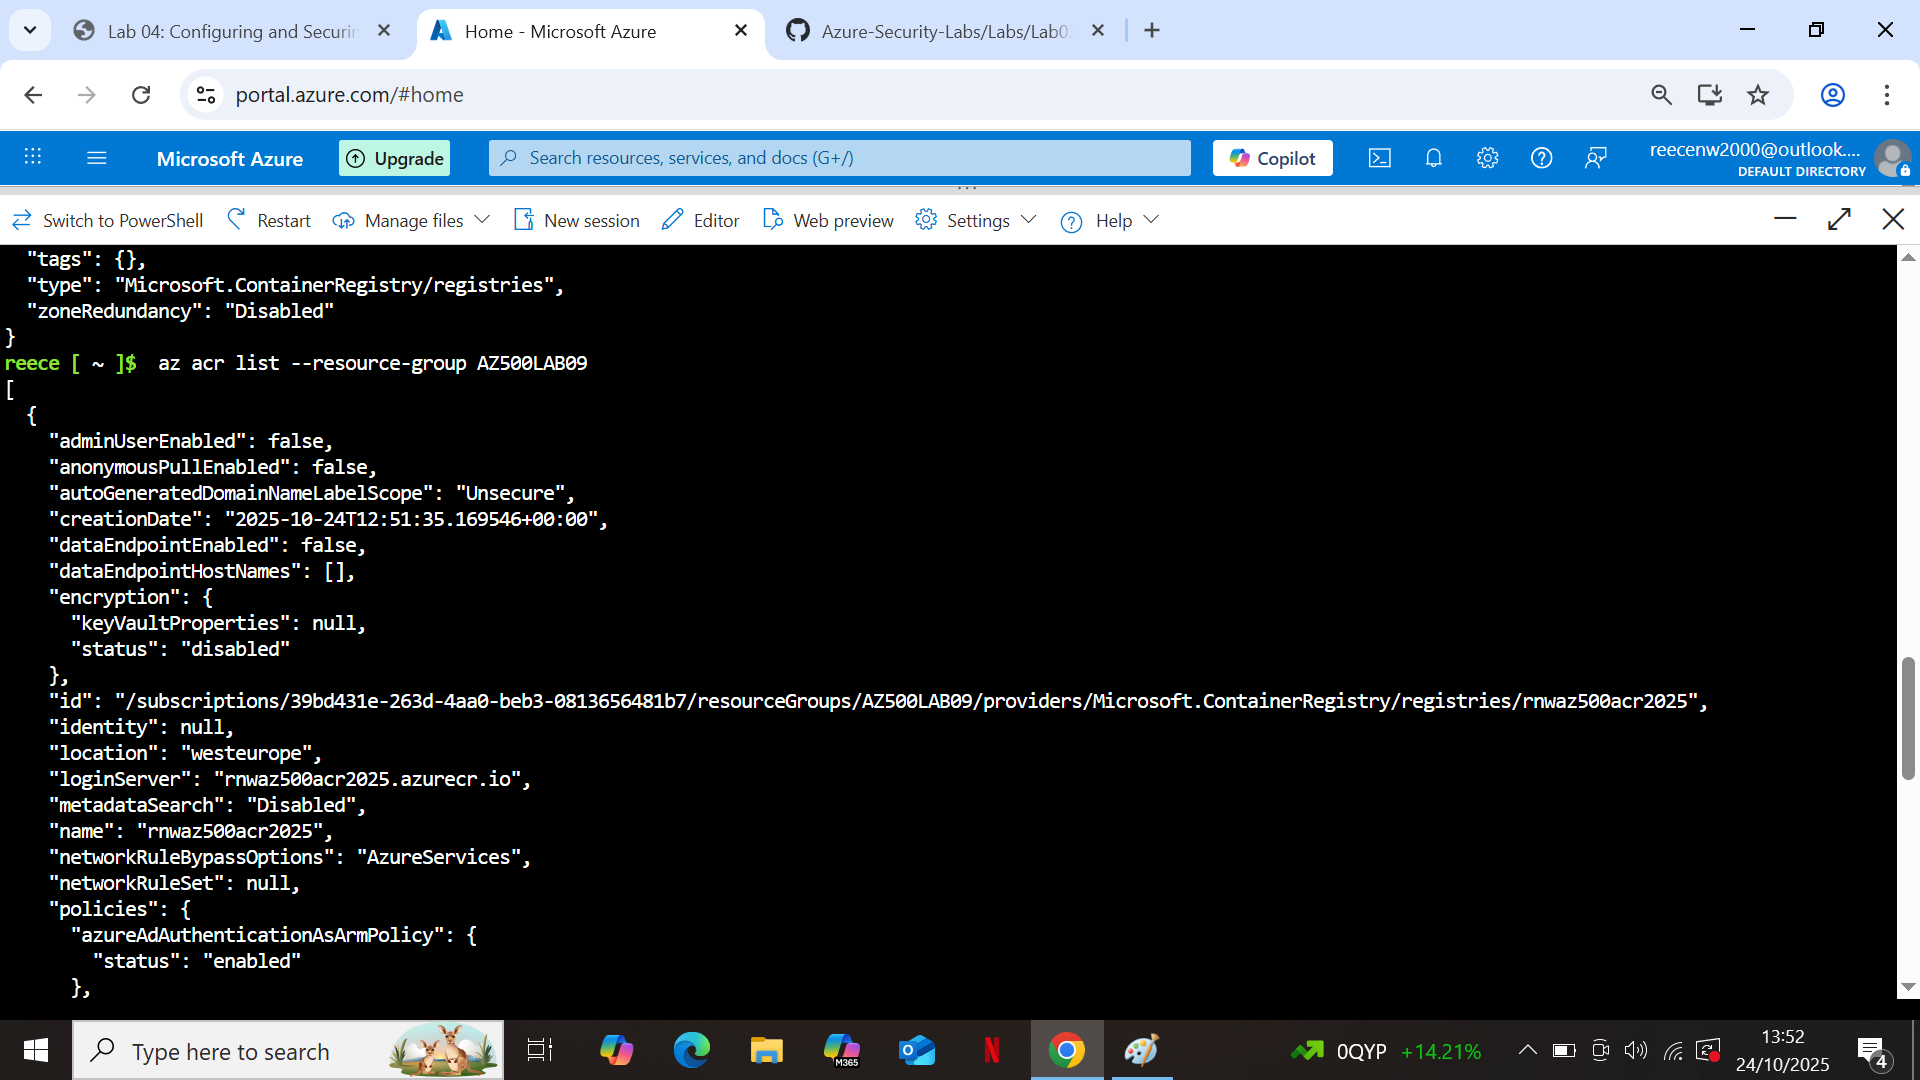 Lab 04: Configuring and Securin
Home - Microsoft Azure
Azure-Security-Labs/Labs/Lab03
portal.azure.com/#home
Microsoft Azure
Upgrade
Search resources, services, and docs (G+/)
Copilot
reecenw2000@outlook....
DEFAULT DIRECTORY
Switch to PowerShell
Restart
Manage files
New session
Editor
Web preview
Settings
Help
"tags": {},
"type": "Microsoft.ContainerRegistry/registries",
"zoneRedundancy": "Disabled"
}
reece [ ~ ]$ az acr list --resource-group AZ500LAB09
[
{
"adminUserEnabled": false,
"anonymousPullEnabled": false,
"autoGeneratedDomainNameLabelScope": "Unsecure",
"creationDate": "2025-10-24T12:51:35.169546+00:00",
"dataEndpointEnabled": false,
"dataEndpointHostNames": [],
"encryption": {
"keyVaultProperties": null,
"status": "disabled"
},
"id": "/subscriptions/39bd431e-263d-4aa0-beb3-0813656481b7/resourceGroups/AZ500LAB09/providers/Microsoft.ContainerRegistry/registries/rnwaz500acr2025",
"identity": null,
"location": "westeurope",
"loginServer": "rnwaz500acr2025.azurecr.io",
"metadataSearch": "Disabled",
"name": "rnwaz500acr2025",
"networkRuleBypassOptions": "AzureServices",
"networkRuleSet": null,
"policies": {
"azureAdAuthenticationAsArmPolicy": {
"status": "enabled"
},
Type here to search
M365
0QYP +14.21%
13:52
24/10/2025
4